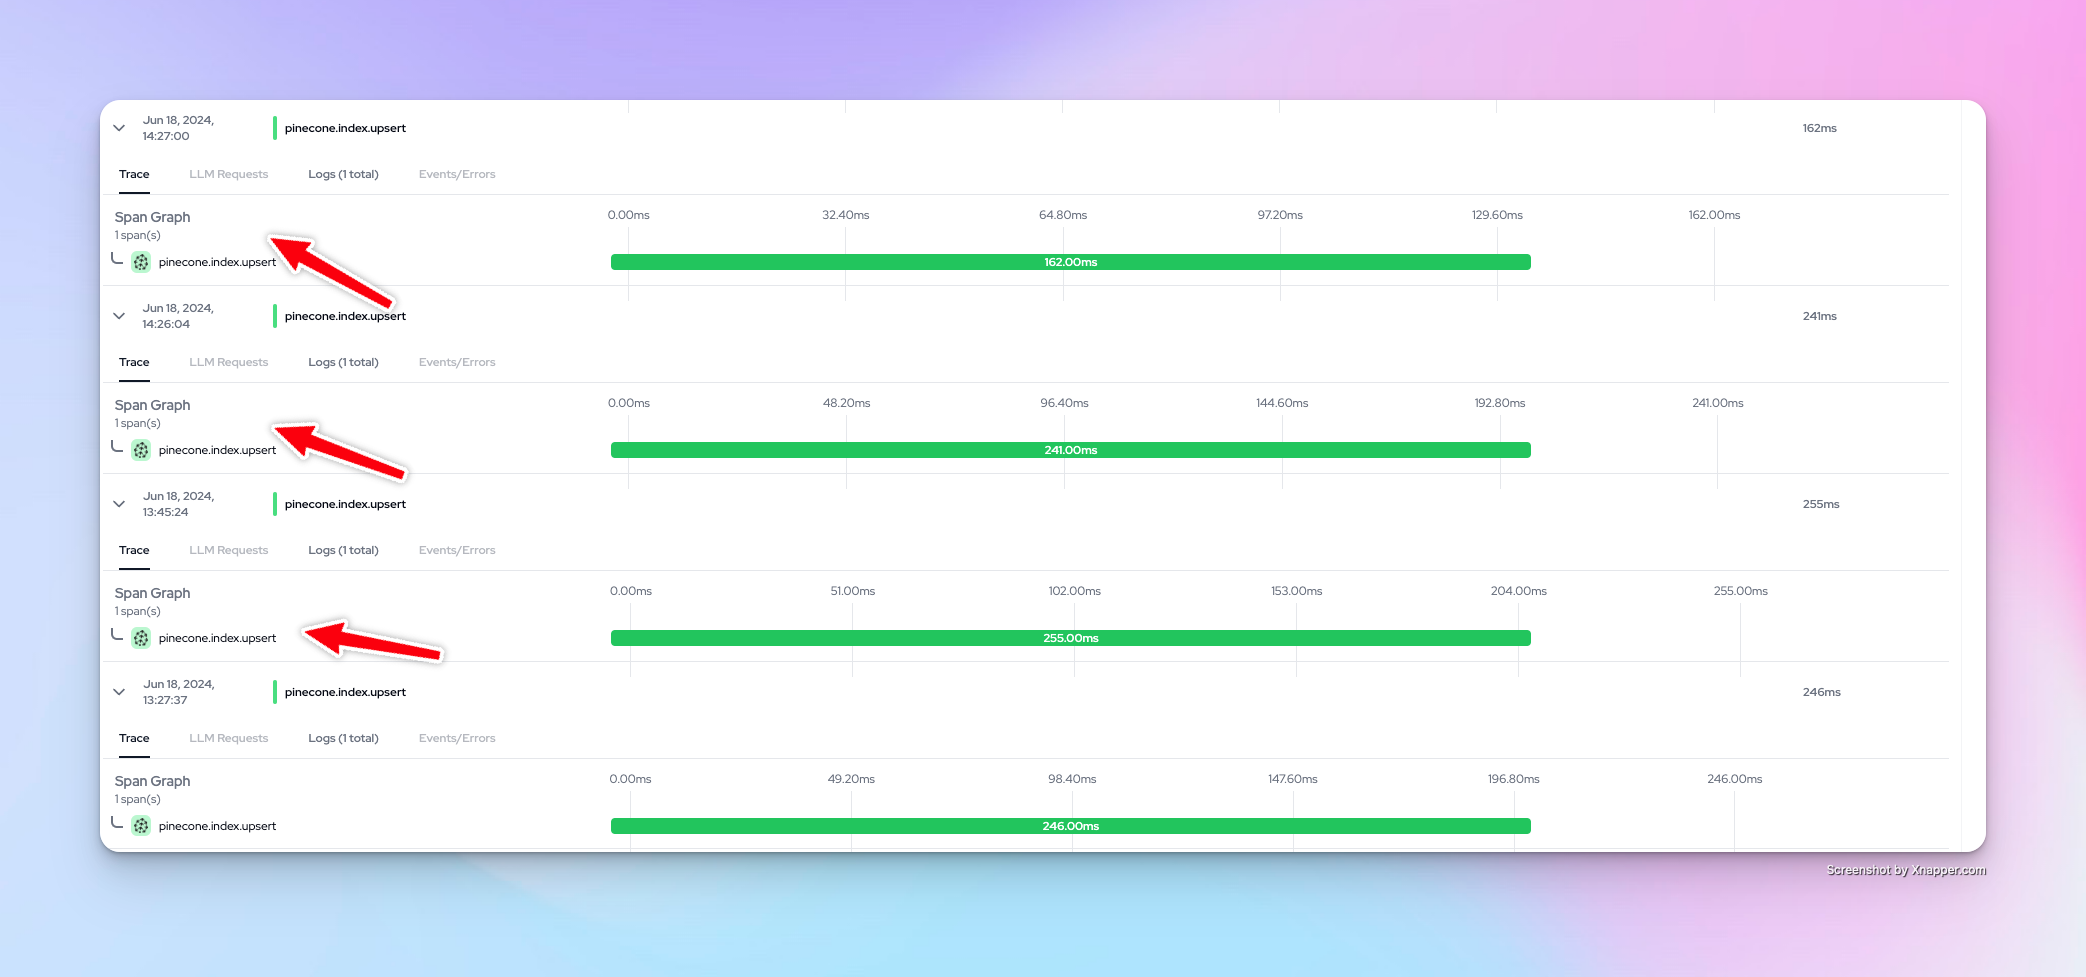 Jun 18, 2024,
14:27:00
pinecone.index.upsert
162ms
Trace LLM Requests Logs (1 total) Events/Errors
Span Graph
1 span(s)
0.00ms 32.40ms 64.80ms 97.20ms 129.60ms 162.00ms
pinecone.index.upsert
162.00ms
Jun 18, 2024,
14:26:04
pinecone.index.upsert
241ms
Trace LLM Requests Logs (1 total) Events/Errors
Span Graph
1 span(s)
0.00ms 48.20ms 96.40ms 144.60ms 192.80ms 241.00ms
pinecone.index.upsert
241.00ms
Jun 18, 2024,
13:45:24
pinecone.index.upsert
255ms
Trace LLM Requests Logs (1 total) Events/Errors
Span Graph
1 span(s)
0.00ms 51.00ms 102.00ms 153.00ms 204.00ms 255.00ms
pinecone.index.upsert
255.00ms
Jun 18, 2024,
13:27:37
pinecone.index.upsert
246ms
Trace LLM Requests Logs (1 total) Events/Errors
Span Graph
1 span(s)
0.00ms 49.20ms 98.40ms 147.60ms 196.80ms 246.00ms
pinecone.index.upsert
246.00ms
Screenshot by Xnapper.com